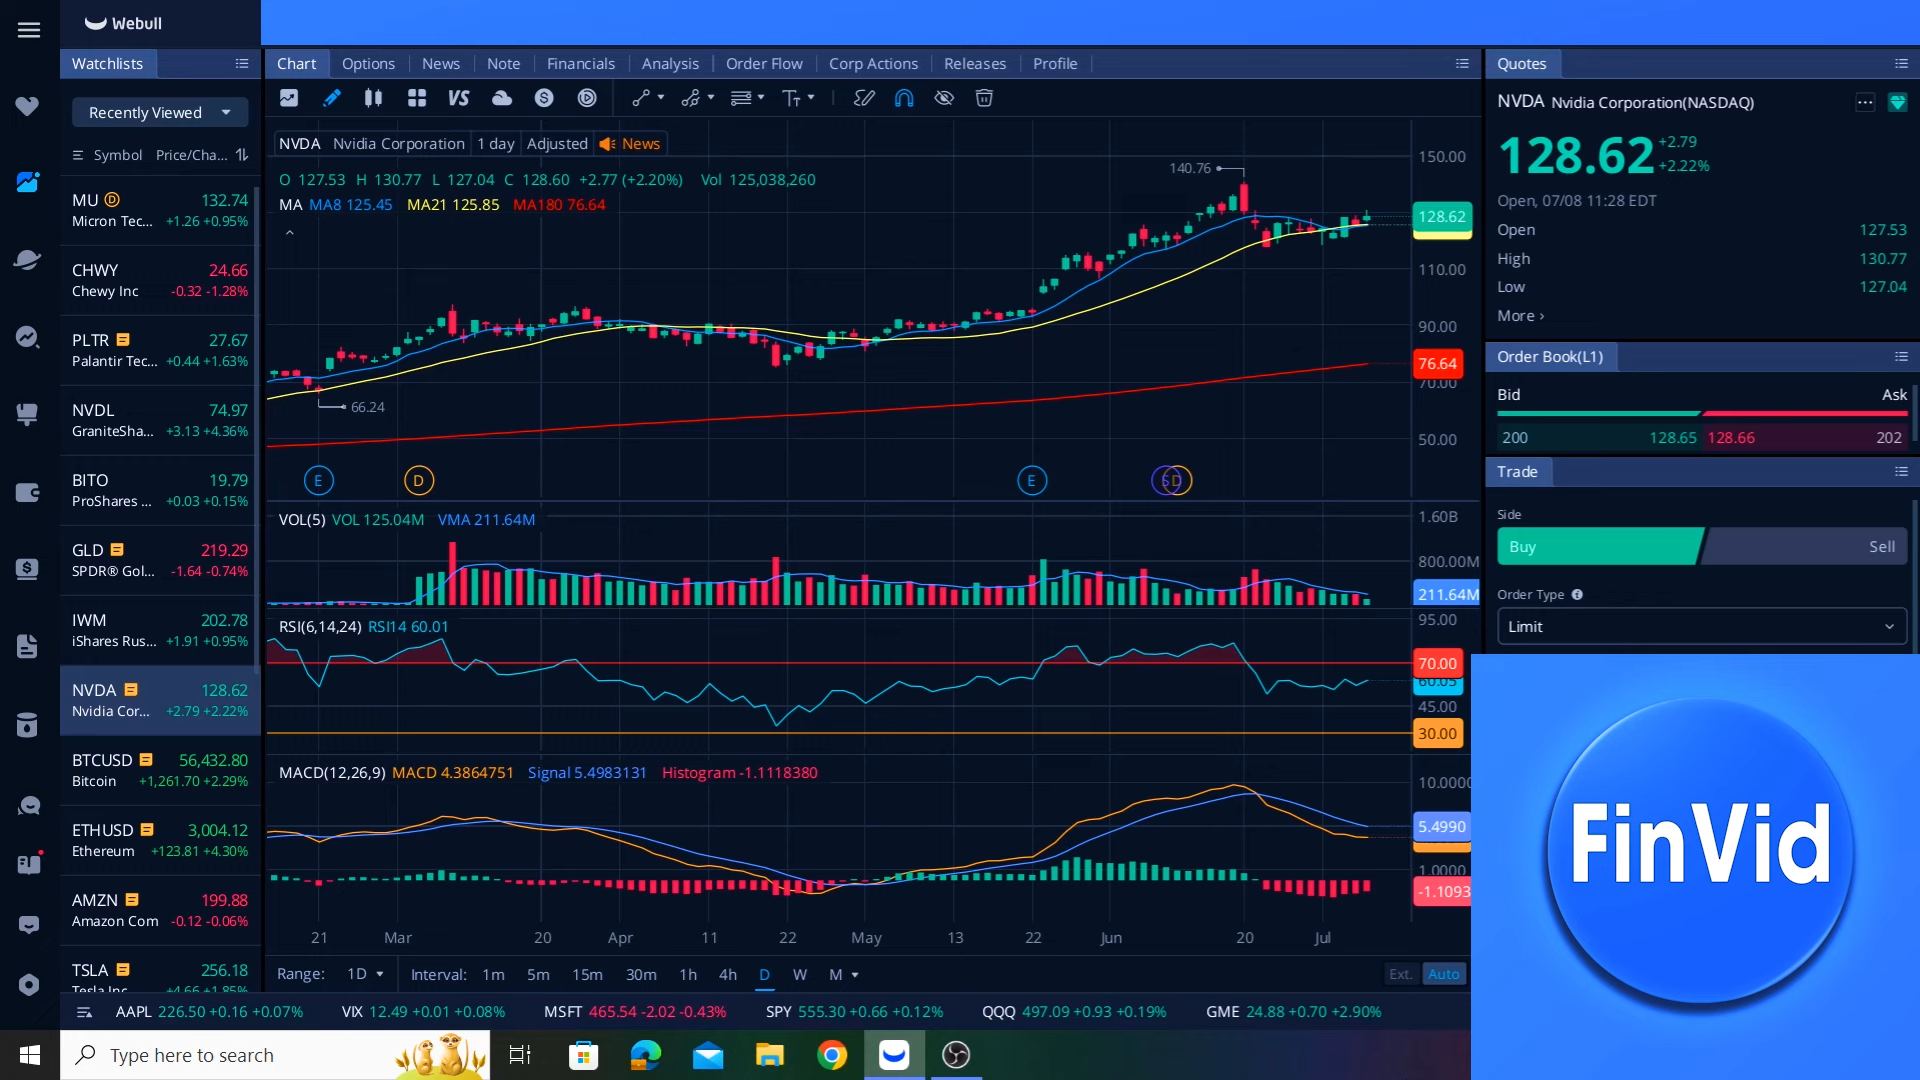 Webull
Watchlists
Recently Viewed
Symbol Price/Cha...
MU D 132.74
Micron Tec... +1.26 +0.95%
CHWY 24.66
Chewy Inc -0.32 -1.28%
PLTR 27.67
Palantir Tec... +0.44 +1.63%
NVDL 74.97
GraniteSha... +3.13 +4.36%
BITO 19.79
ProShares ... +0.03 +0.15%
GLD 219.29
SPDR® Gol... -1.64 -0.74%
IWM 202.78
iShares Rus... +1.91 +0.95%
NVDA 128.62
Nvidia Cor... +2.79 +2.22%
BTCUSD 56,432.80
Bitcoin +1,261.70 +2.29%
ETHUSD 3,004.12
Ethereum +123.81 +4.30%
AMZN 199.88
Amazon Com -0.12 -0.06%
TSLA 256.18
Tesla Inc +4.66 +1.85%
Chart Options News Note Financials Analysis Order Flow Corp Actions Releases Profile
VS
NVDA Nvidia Corporation 1 day Adjusted News
O 127.53 H 130.77 L 127.04 C 128.60 +2.77 (+2.20%) Vol 125,038,260
MA MA8 125.45 MA21 125.85 MA180 76.64
140.76
66.24
150.00
128.62
110.00
90.00
76.64
70.00
50.00
E D E S D
VOL(5) VOL 125.04M VMA 211.64M
1.60B
800.00M
211.64M
RSI(6,14,24) RSI14 60.01
95.00
70.00
60.05
45.00
30.00
MACD(12,26,9) MACD 4.3864751 Signal 5.4983131 Histogram -1.1118380
10.0000
5.4990
1.0000
-1.1093
21 Mar 20 Apr 11 22 May 13 22 Jun 20 Jul
Range: 1D Interval: 1m 5m 15m 30m 1h 4h D W M Ext. Auto
Quotes
NVDA Nvidia Corporation(NASDAQ)
128.62 +2.79
+2.22%
Open, 07/08 11:28 EDT
Open 127.53
High 130.77
Low 127.04
More ›
Order Book(L1)
Bid Ask
200 128.65 128.66 202
Trade
Side
Buy Sell
Order Type
Limit
FinVid
AAPL 226.50 +0.16 +0.07% VIX 12.49 +0.01 +0.08% MSFT 465.54 -2.02 -0.43% SPY 555.30 +0.66 +0.12% QQQ 497.09 +0.93 +0.19% GME 24.88 +0.70 +2.90%
Type here to search